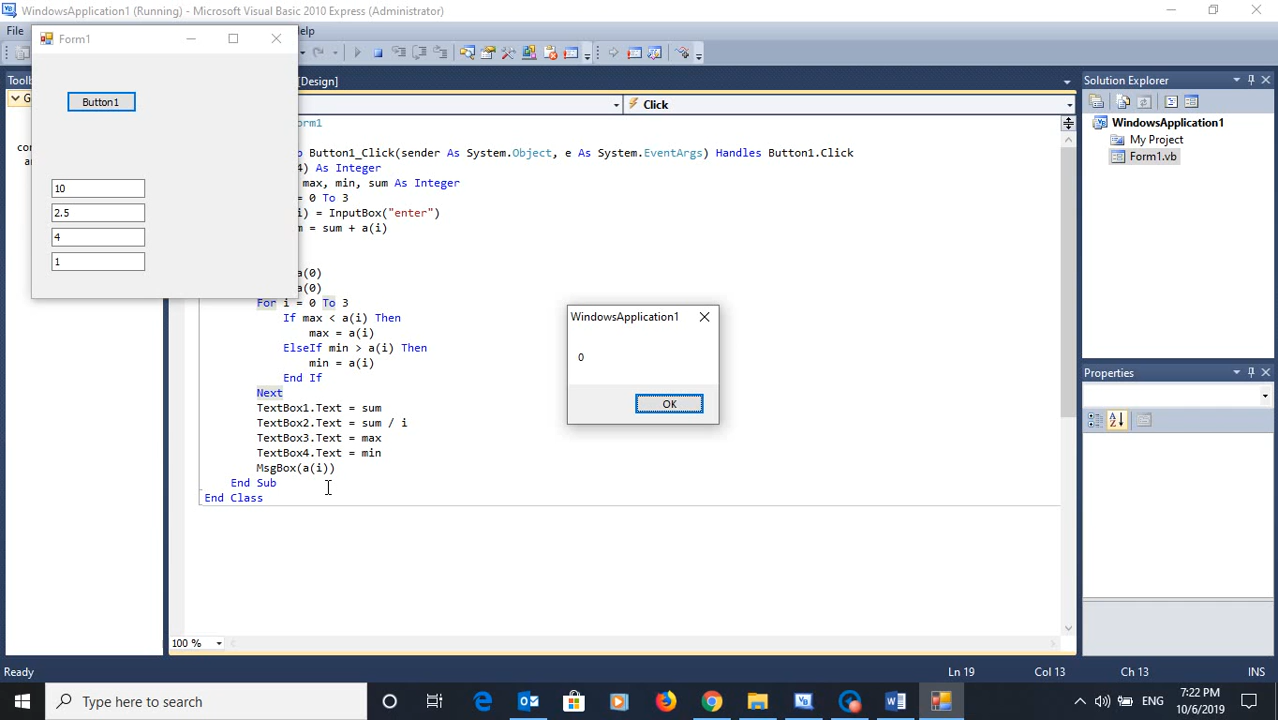 WindowsApplication1 (Running) - Microsoft Visual Basic 2010 Express (Administrator)
File
elp
Form1
Button1
10
2.5
4
1
Toolb
G
co
a
[Design]
Click
orm1
b Button1_Click(sender As System.Object, e As System.EventArgs) Handles Button1.Click
4) As Integer
max, min, sum As Integer
= 0 To 3
i) = InputBox("enter")
m = sum + a(i)
a(0)
a(0)
For i = 0 To 3
If max < a(i) Then
max = a(i)
ElseIf min > a(i) Then
min = a(i)
End If
Next
TextBox1.Text = sum
TextBox2.Text = sum / i
TextBox3.Text = max
TextBox4.Text = min
MsgBox(a(i))
End Sub
End Class
WindowsApplication1
0
OK
Solution Explorer
WindowsApplication1
My Project
Form1.vb
Properties
100 %
Ready
Ln 19
Col 13
Ch 13
INS
Type here to search
ENG
7:22 PM
10/6/2019